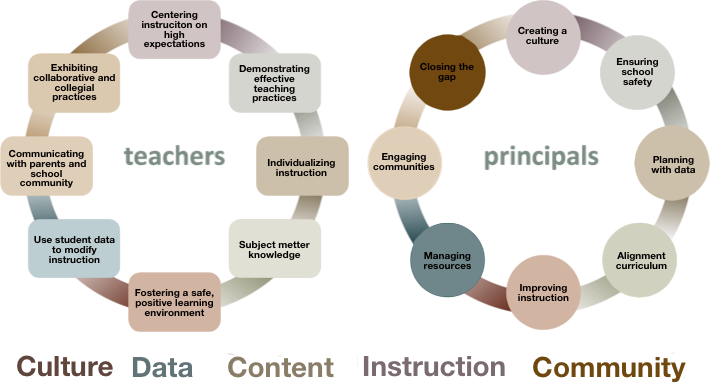 Centering
instruciton on
high
expectations
Demonstrating
effective
teaching
practices
Individualizing
instruction
Subject metter
knowledge
Fostering a safe,
positive learning
environment
Use student data
to modify
instruction
Communicating
with parents and
school
community
Exhibiting
collaborative and
collegial
practices
teachers
Creating a
culture
Ensuring
school
safety
Planning
with data
Alignment
curriculum
Improving
instruction
Managing
resources
Engaging
communities
Closing the
gap
principals
Culture Data Content Instruction Community